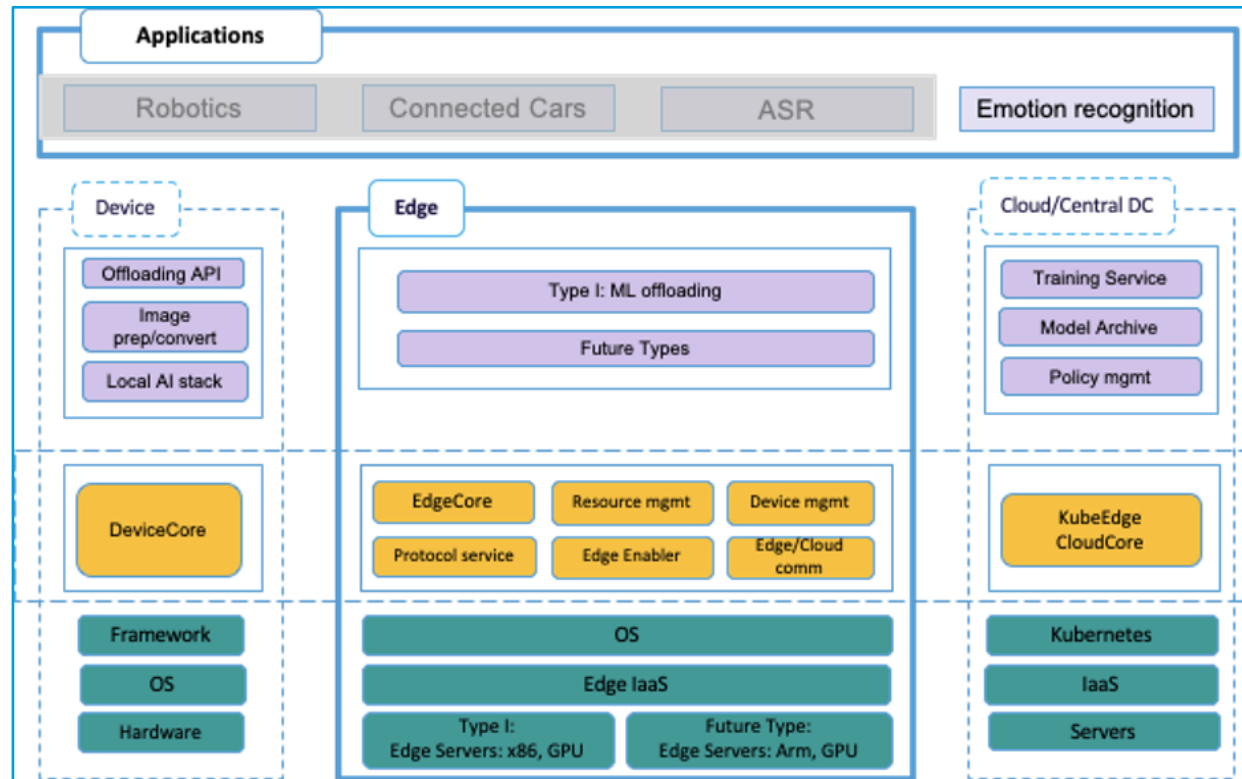 Applications
Robotics
Connected Cars
ASR
Emotion recognition
Device
Edge
Cloud/Central DC
Offloading API
Image
prep/convert
Local AI stack
Type I: ML offloading
Future Types
Training Service
Model Archive
Policy mgmt
DeviceCore
EdgeCore
Resource mgmt
Device mgmt
Protocol service
Edge Enabler
Edge/Cloud
comm
KubeEdge
CloudCore
Framework
OS
Hardware
OS
Edge IaaS
Type I:
Edge Servers: x86, GPU
Future Type:
Edge Servers: Arm, GPU
Kubernetes
IaaS
Servers